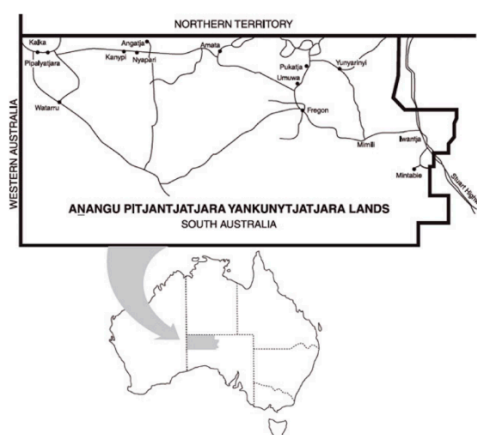 NORTHERN TERRITORY
Kalka
Pipalyatjara
Angatja
Kanypi
Nyapari
Amata
Pukatja
Umuwa
Yunyarinyi
Watarru
Fregon
Mimili
Iwantja
Mintabie
WESTERN AUSTRALIA
Stuart Highway
AṈANGU PITJANTJATJARA YANKUNYTJATJARA LANDS
SOUTH AUSTRALIA